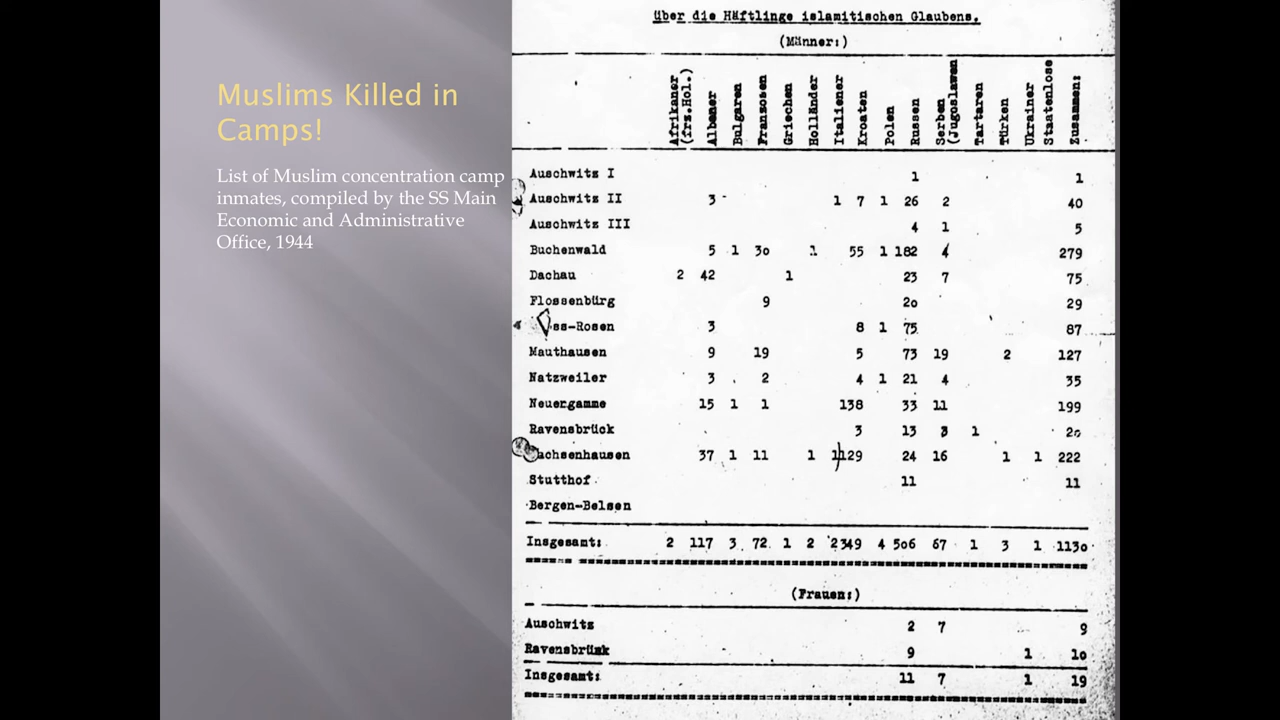 Muslims Killed in
Camps!
List of Muslim concentration camp
inmates, compiled by the SS Main
Economic and Administrative
Office, 1944
über die Häftlinge islamitischen Glaubens.
(Männer:)
Afrikaner (frz.Hol.) Albaner Bulgaren Franzosen Griechen Holländer Italiener Kroaten Polen Russen Serben (Jugoslawen Tartaren Türken Ukrainer Staatenlose Zusammen:
Auschwitz I 1 1
Auschwitz II 3 1 7 1 26 2 40
Auschwitz III 4 1 5
Buchenwald 5 1 30 1 55 1 182 4 279
Dachau 2 42 1 23 7 75
Flossenbürg 9 20 29
ss-Rosen 3 8 1 75 87
Mauthausen 9 19 5 73 19 2 127
Natzweiler 3 2 4 1 21 4 35
Neuengamme 15 1 1 138 33 11 199
Ravensbrück 3 13 3 1 20
achsenhausen 37 1 11 1 1 129 24 16 1 1 222
Stutthof 11 11
Bergen-Belsen
Insgesamt: 2 117 3 72 1 2 2 349 4 506 67 1 3 1 1130
(Frauen:)
Auschwitz 2 7 9
Ravensbrück 9 1 10
Insgesamt: 11 7 1 19